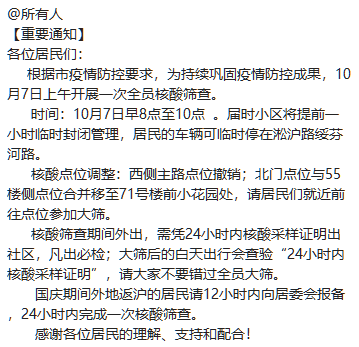 @所有人
【重要通知】
各位居民们：
根据市疫情防控要求，为持续巩固疫情防控成果，10
月7日上午开展一次全员核酸筛查。
时间：10月7日早8点至10点 。届时小区将提前一
小时临时封闭管理，居民的车辆可临时停在淞沪路绥芬
河路。
核酸点位调整：西侧主路点位撤销；北门点位与55
楼侧点位合并移至71号楼前小花园处，请居民们就近前
往点位参加大筛。
核酸筛查期间外出，需凭24小时内核酸采样证明出
社区，凡出必检；大筛后的白天出行会查验“24小时内
核酸采样证明”，请大家不要错过全员大筛。
国庆期间外地返沪的居民请12小时内向居委会报备
，24小时内完成一次核酸筛查。
感谢各位居民的理解、支持和配合！